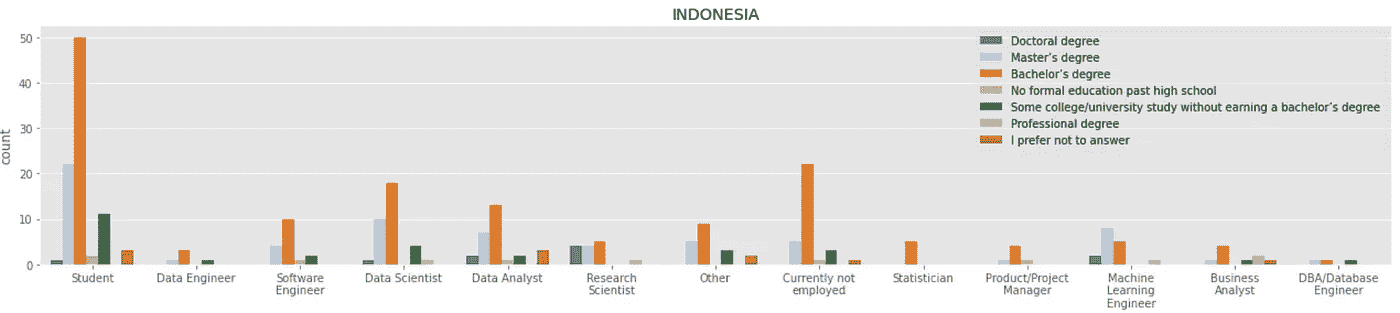 INDONESIA
Doctoral degree
Master's degree
Bachelor's degree
No formal education past high school
Some college/university study without earning a bachelor's degree
Professional degree
I prefer not to answer
count
50
40
30
20
10
0
Student
Data Engineer
Software
Engineer
Data Scientist
Data Analyst
Research
Scientist
Other
Currently not
employed
Statistician
Product/Project
Manager
Machine
Learning
Engineer
Business
Analyst
DBA/Database
Engineer